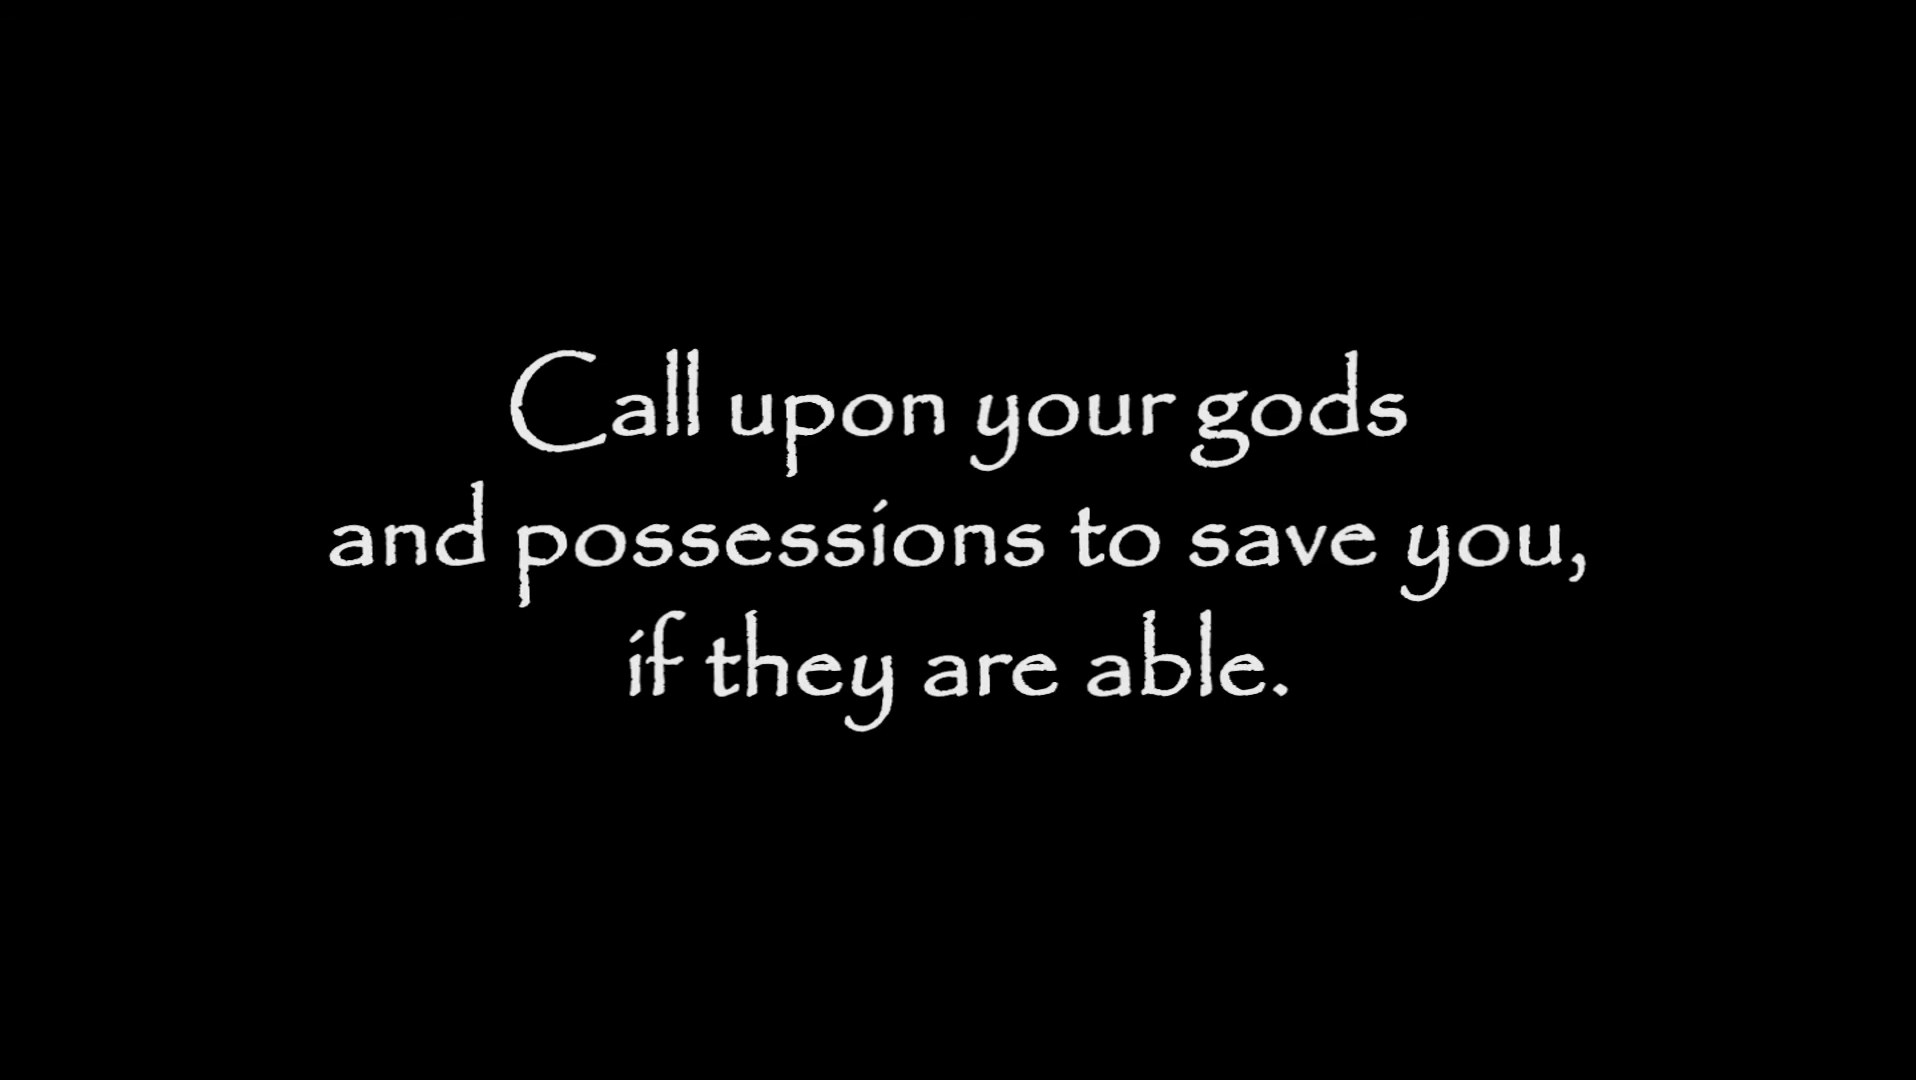 Call upon your gods
and possessions to save you,
if they are able.